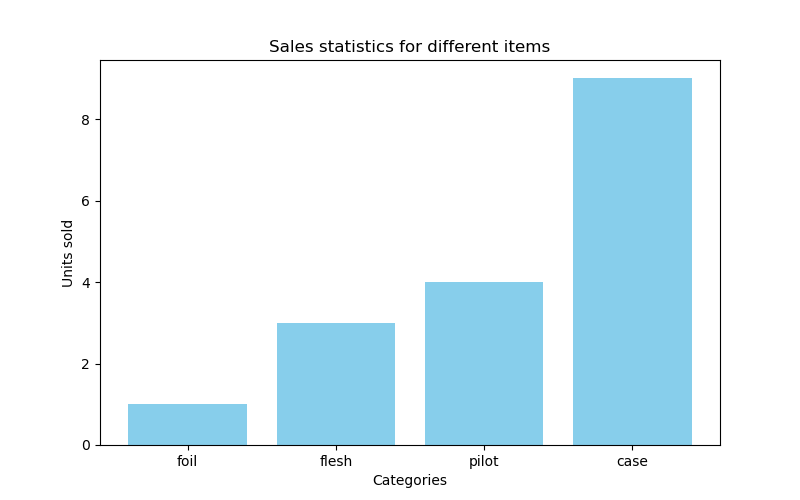 Sales statistics for different items
Units sold
8
6
4
2
0
foil flesh pilot case
Categories